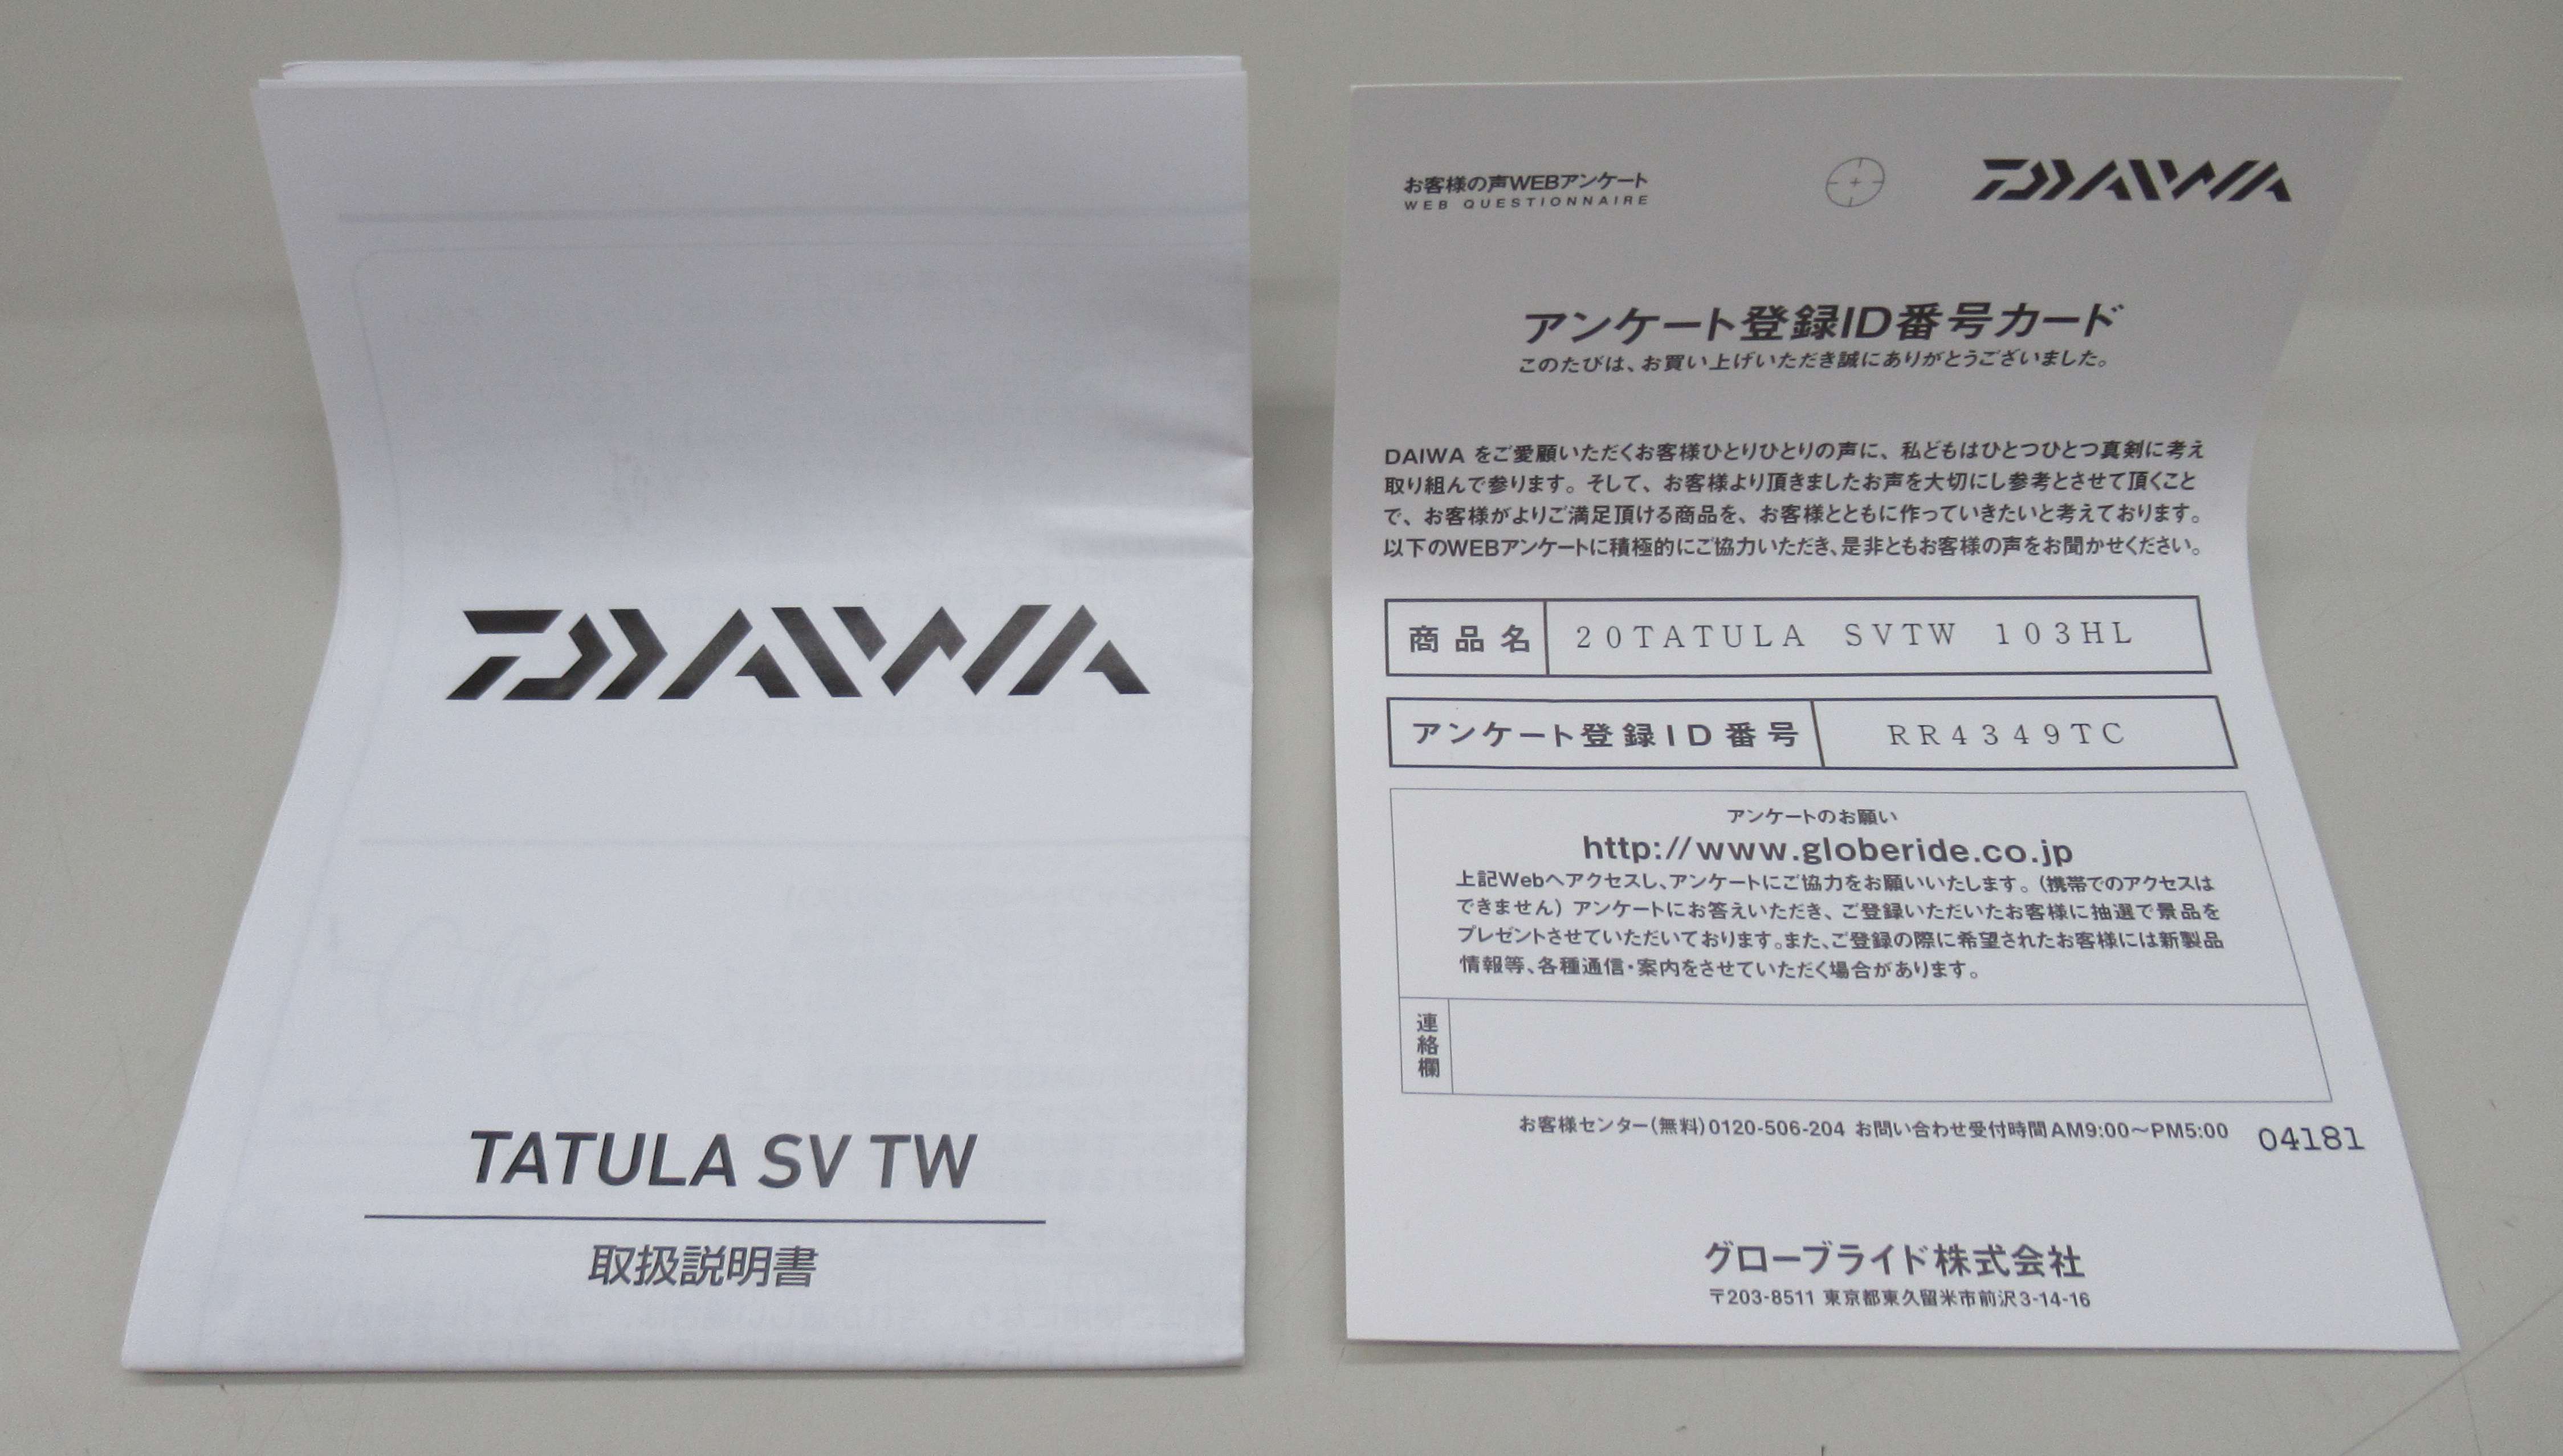 DAIWA
TATULA SV TW
取扱説明書
お客様の声WEBアンケート
WEB QUESTIONNAIRE
DAIWA
アンケート登録ID番号カード
このたびは、お買い上げいただき誠にありがとうございました。
DAIWA をご愛顧いただくお客様ひとりひとりの声に、私どもはひとつひとつ真剣に考え
取り組んで参ります。そして、お客様より頂きましたお声を大切にし参考とさせて頂くこと
で、お客様がよりご満足頂ける商品を、お客様とともに作っていきたいと考えております。
以下のWEBアンケートに積極的にご協力いただき、是非ともお客様の声をお聞かせください。
商品名 20TATULA SVTW 103HL
アンケート登録ID番号 RR4349TC
アンケートのお願い
http://www.globeride.co.jp
上記Webへアクセスし、アンケートにご協力をお願いいたします。(携帯でのアクセスは
できません) アンケートにお答えいただき、ご登録いただいたお客様に抽選で景品を
プレゼントさせていただいております。また、ご登録の際に希望されたお客様には新製品
情報等、各種通信・案内をさせていただく場合があります。
連絡欄
お客様センター(無料)0120-506-204 お問い合わせ受付時間AM9:00〜PM5:00 04181
グローブライド株式会社
〒203-8511 東京都東久留米市前沢3-14-16